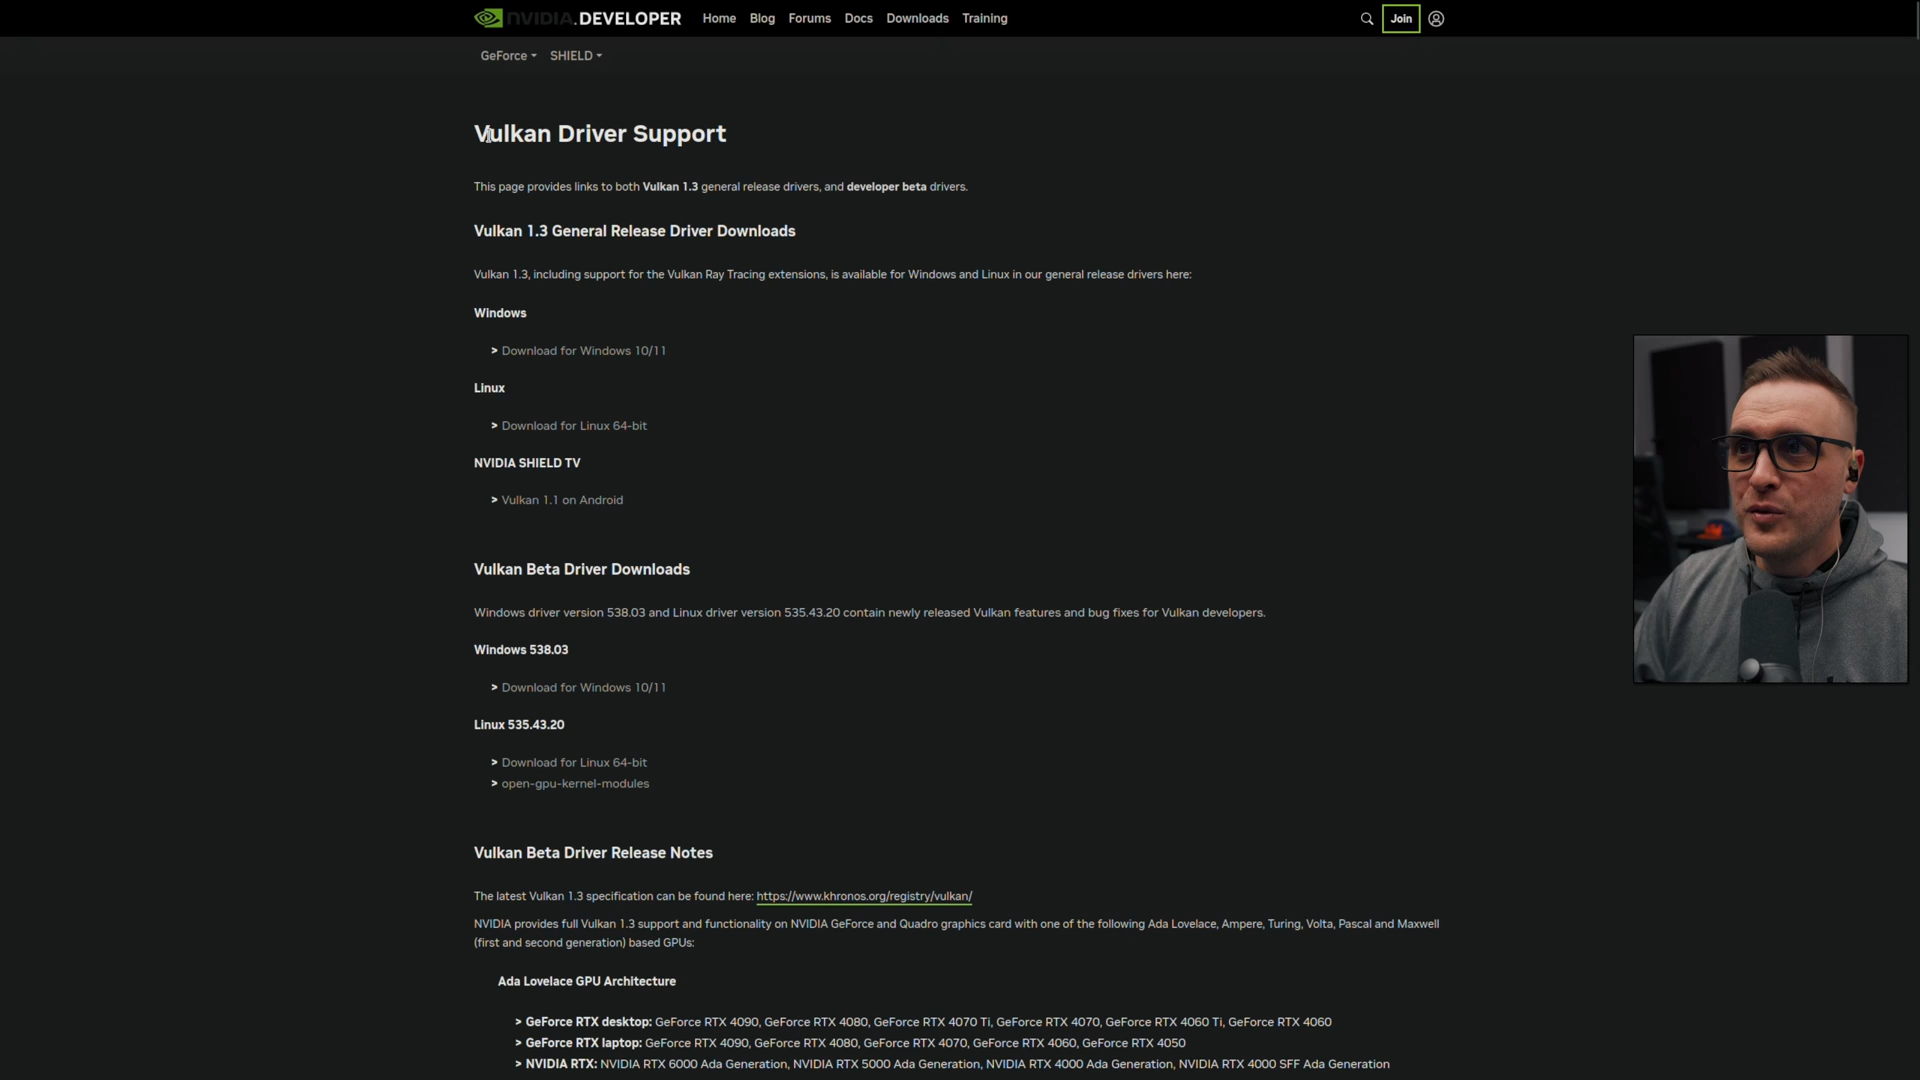 NVIDIA.DEVELOPER Home Blog Forums Docs Downloads Training Join
GeForce SHIELD
Vulkan Driver Support
This page provides links to both Vulkan 1.3 general release drivers, and developer beta drivers.
Vulkan 1.3 General Release Driver Downloads
Vulkan 1.3, including support for the Vulkan Ray Tracing extensions, is available for Windows and Linux in our general release drivers here:
Windows
> Download for Windows 10/11
Linux
> Download for Linux 64-bit
NVIDIA SHIELD TV
> Vulkan 1.1 on Android
Vulkan Beta Driver Downloads
Windows driver version 538.03 and Linux driver version 535.43.20 contain newly released Vulkan features and bug fixes for Vulkan developers.
Windows 538.03
> Download for Windows 10/11
Linux 535.43.20
> Download for Linux 64-bit
> open-gpu-kernel-modules
Vulkan Beta Driver Release Notes
The latest Vulkan 1.3 specification can be found here: https://www.khronos.org/registry/vulkan/
NVIDIA provides full Vulkan 1.3 support and functionality on NVIDIA GeForce and Quadro graphics card with one of the following Ada Lovelace, Ampere, Turing, Volta, Pascal and Maxwell
(first and second generation) based GPUs:
Ada Lovelace GPU Architecture
> GeForce RTX desktop: GeForce RTX 4090, GeForce RTX 4080, GeForce RTX 4070 Ti, GeForce RTX 4070, GeForce RTX 4060 Ti, GeForce RTX 4060
> GeForce RTX laptop: GeForce RTX 4090, GeForce RTX 4080, GeForce RTX 4070, GeForce RTX 4060, GeForce RTX 4050
> NVIDIA RTX: NVIDIA RTX 6000 Ada Generation, NVIDIA RTX 5000 Ada Generation, NVIDIA RTX 4000 Ada Generation, NVIDIA RTX 4000 SFF Ada Generation